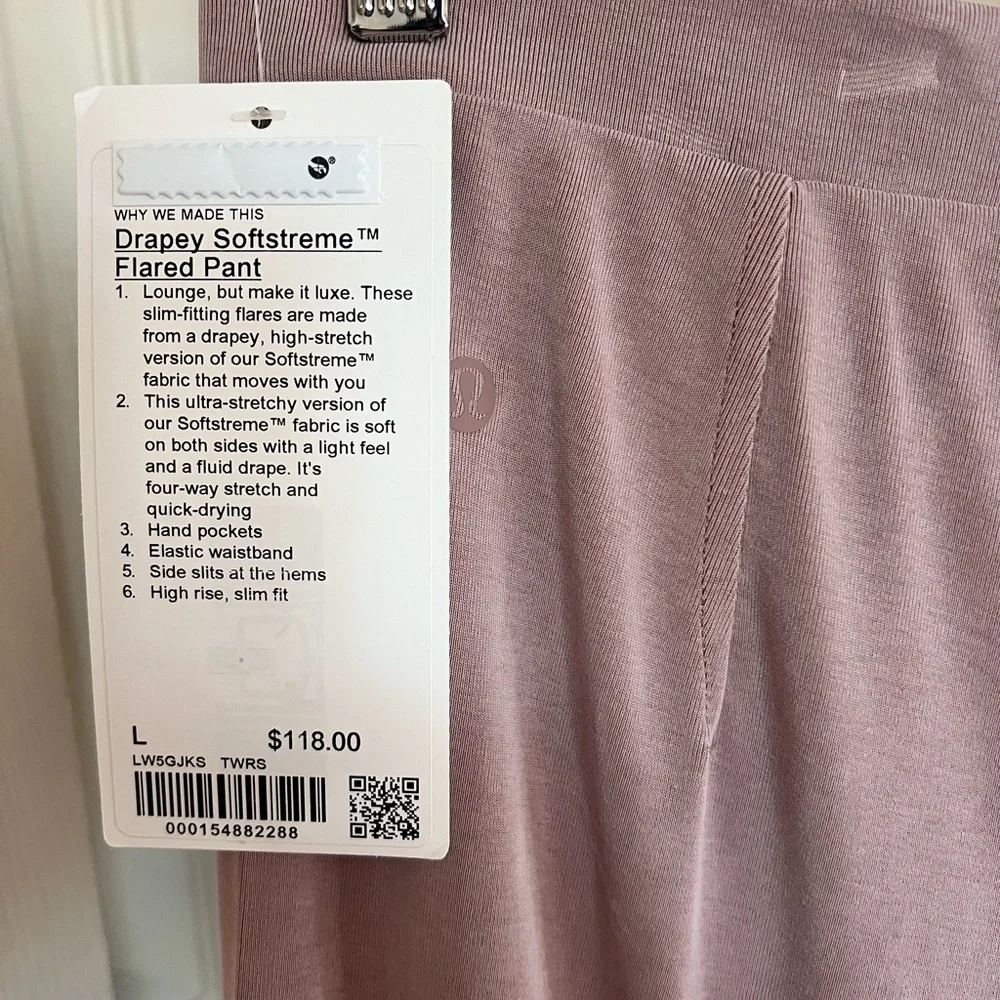 WHY WE MADE THIS
Drapey Softstreme™
Flared Pant
1. Lounge, but make it luxe. These
slim-fitting flares are made
from a drapey, high-stretch
version of our Softstreme™
fabric that moves with you
2. This ultra-stretchy version of
our Softstreme™ fabric is soft
on both sides with a light feel
and a fluid drape. It's
four-way stretch and
quick-drying
3. Hand pockets
4. Elastic waistband
5. Side slits at the hems
6. High rise, slim fit
L $118.00
LW5GJKS TWRS
000154882288